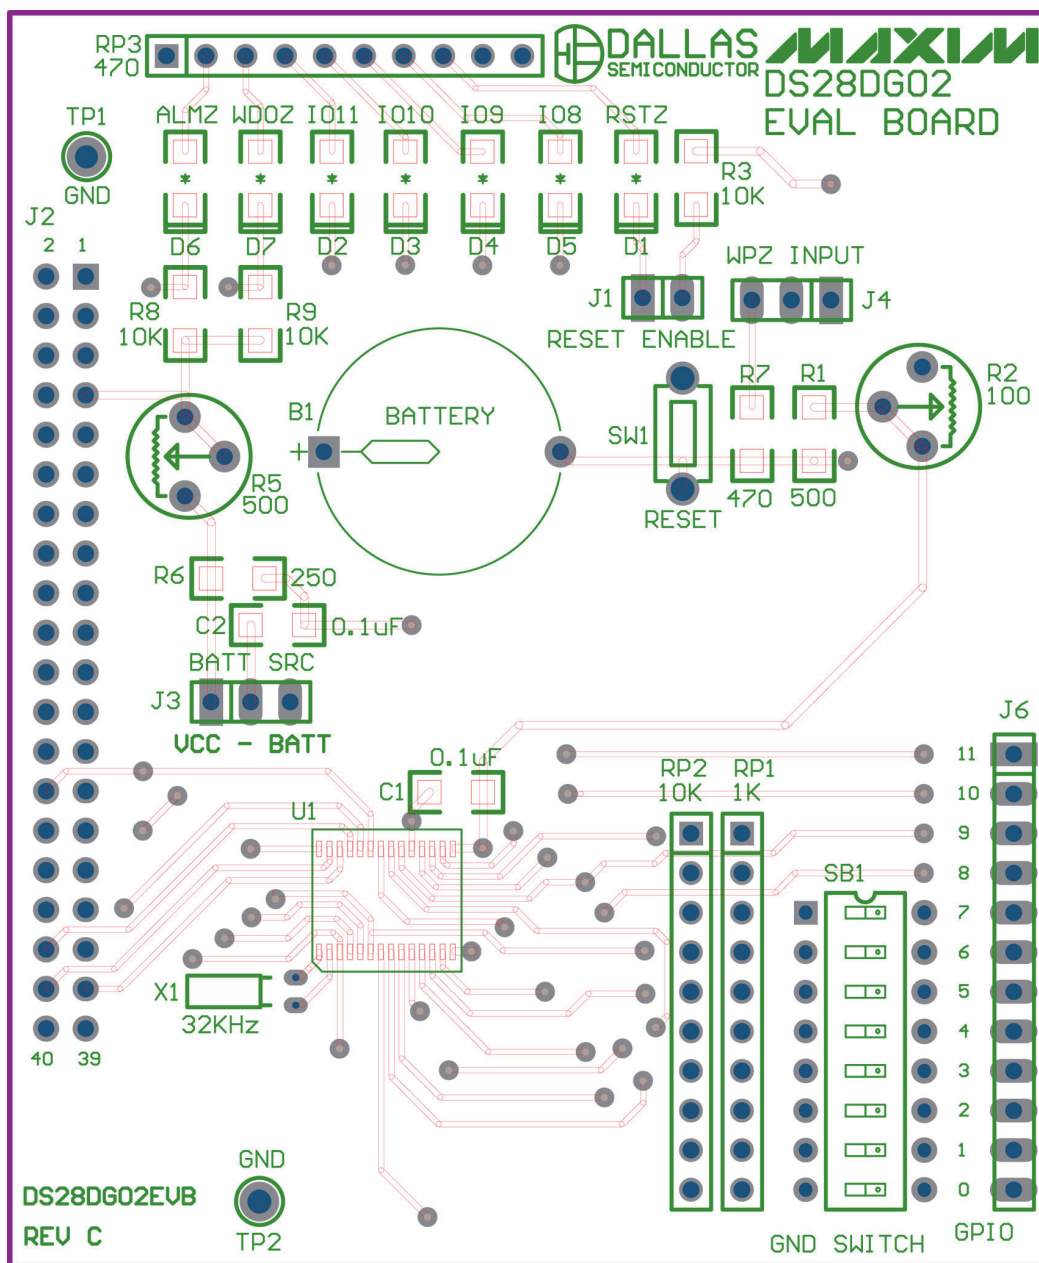 RP3
470
DALLAS
SEMICONDUCTOR
MAXIM
DS28DG02
EVAL BOARD
TP1
GND
ALMZ WDOZ IO11 IO10 IO9 IO8 RSTZ
R3
10K
J2
2 1
D6 D7 D2 D3 D4 D5 D1
WPZ INPUT
R8
10K
R9
10K
J1
J4
RESET ENABLE
B1
BATTERY
R7 R1
R2
100
SW1
R5
500
470 500
RESET
R6
250
C2
0.1uF
BATT SRC
J3
VCC - BATT
J6
0.1uF
C1
RP2
10K
RP1
1K
U1
11
10
9
8
SB1
7
6
5
4
3
2
1
0
X1
32KHz
40 39
GND
TP2
DS28DG02EVB
REV C
GND SWITCH
GPIO